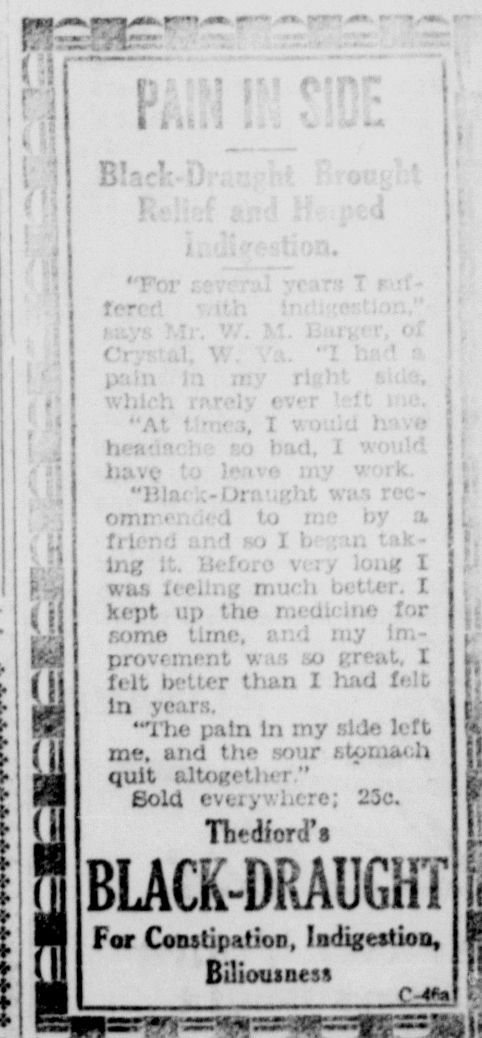 PAIN IN SIDE
Black-Draught Brought
Relief and Helped
Indigestion.
"For several years I suf-
fered with indigestion,"
says Mr. W. M. Barger, of
Crystal, W. Va. "I had a
pain in my right side,
which rarely ever left me.
"At times, I would have
headache so bad, I would
have to leave my work.
"Black-Draught was rec-
ommended to me by a
friend and so I began tak-
ing it. Before very long I
was feeling much better. I
kept up the medicine for
some time, and my im-
provement was so great, I
felt better than I had felt
in years.
"The pain in my side left
me, and the sour stomach
quit altogether."
Sold everywhere; 25c.
Thedford's
BLACK-DRAUGHT
For Constipation, Indigestion,
Biliousness
C-46a